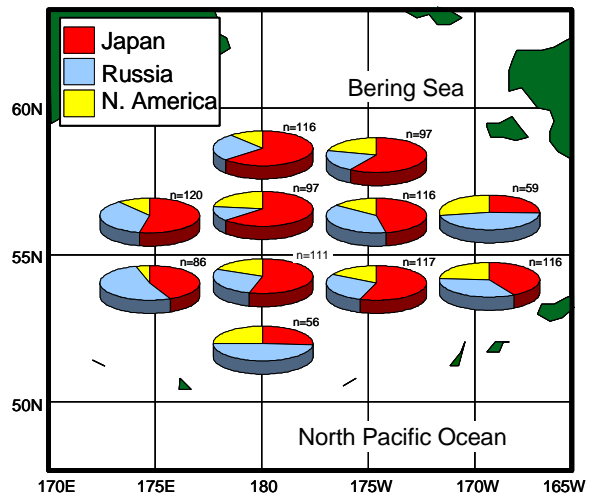 Japan
Russia
N. America
Bering Sea
60N
n=116
n=97
n=120
n=97
n=116
n=59
55N
n=86
n=111
n=117
n=116
n=56
50N
North Pacific Ocean
170E 175E 180 175W 170W 165W